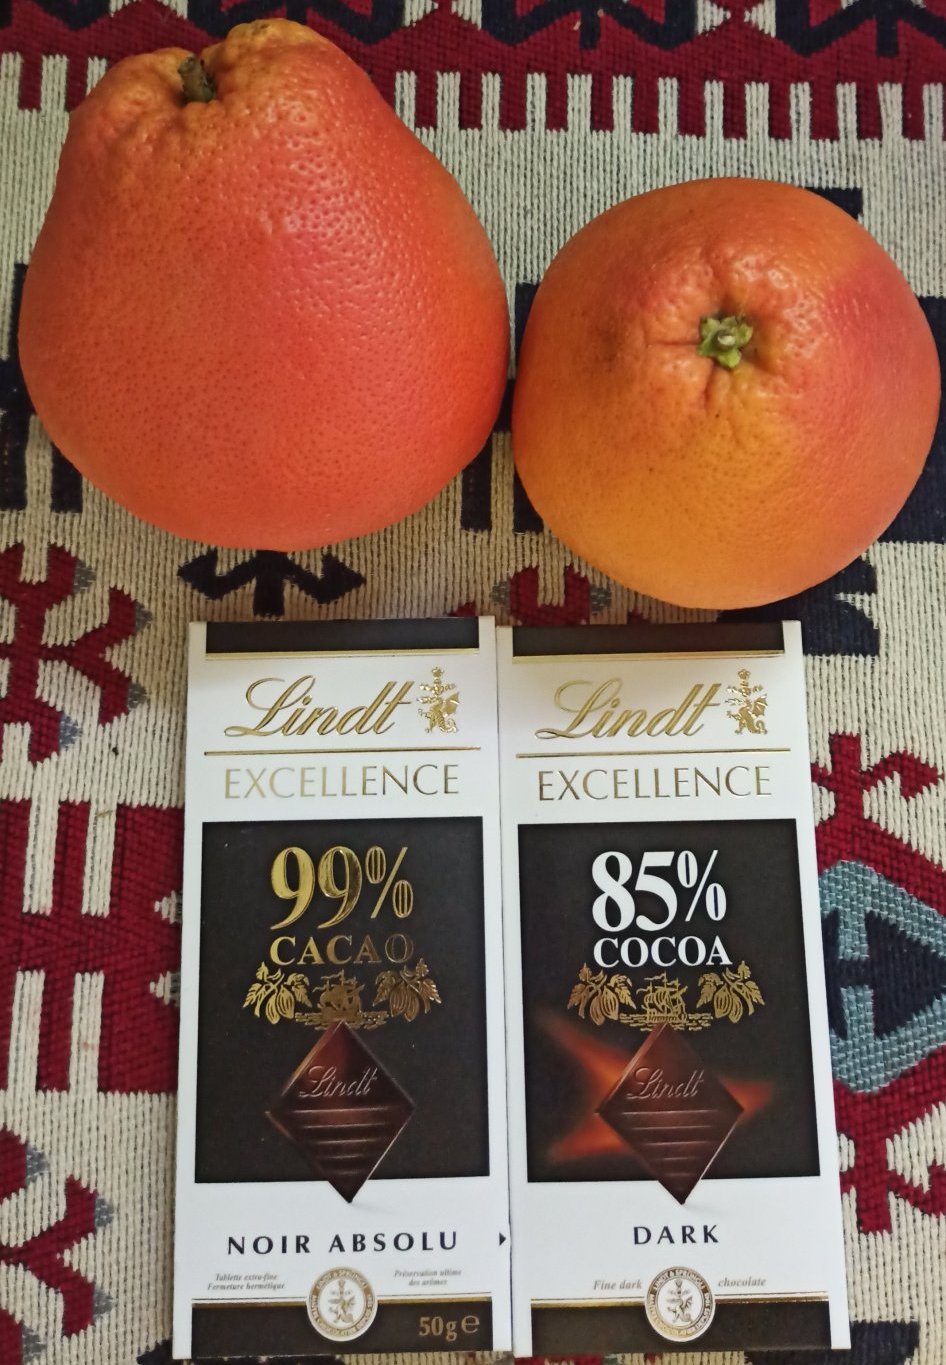 Lindt
EXCELLENCE
99%
CACAO
Lindt
NOIR ABSOLU
Tablette extra-fine
Fermeture hermétique
Préservation ultime
des arômes
50g e
Lindt
EXCELLENCE
85%
COCOA
Lindt
DARK
Fine dark chocolate